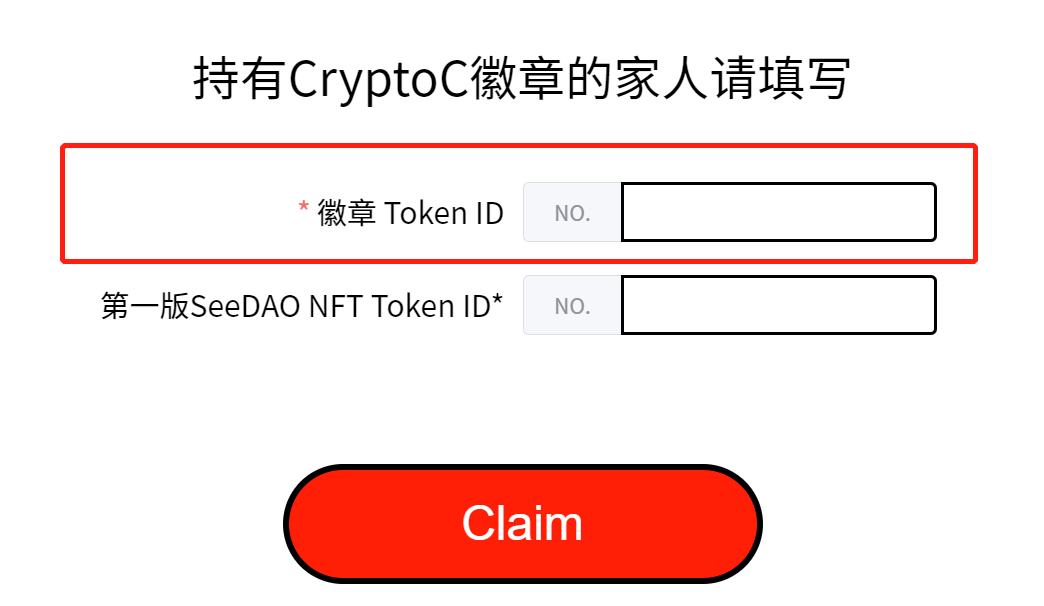 持有CryptoC徽章的家人请填写
* 徽章 Token ID NO.
第一版SeeDAO NFT Token ID* NO.
Claim